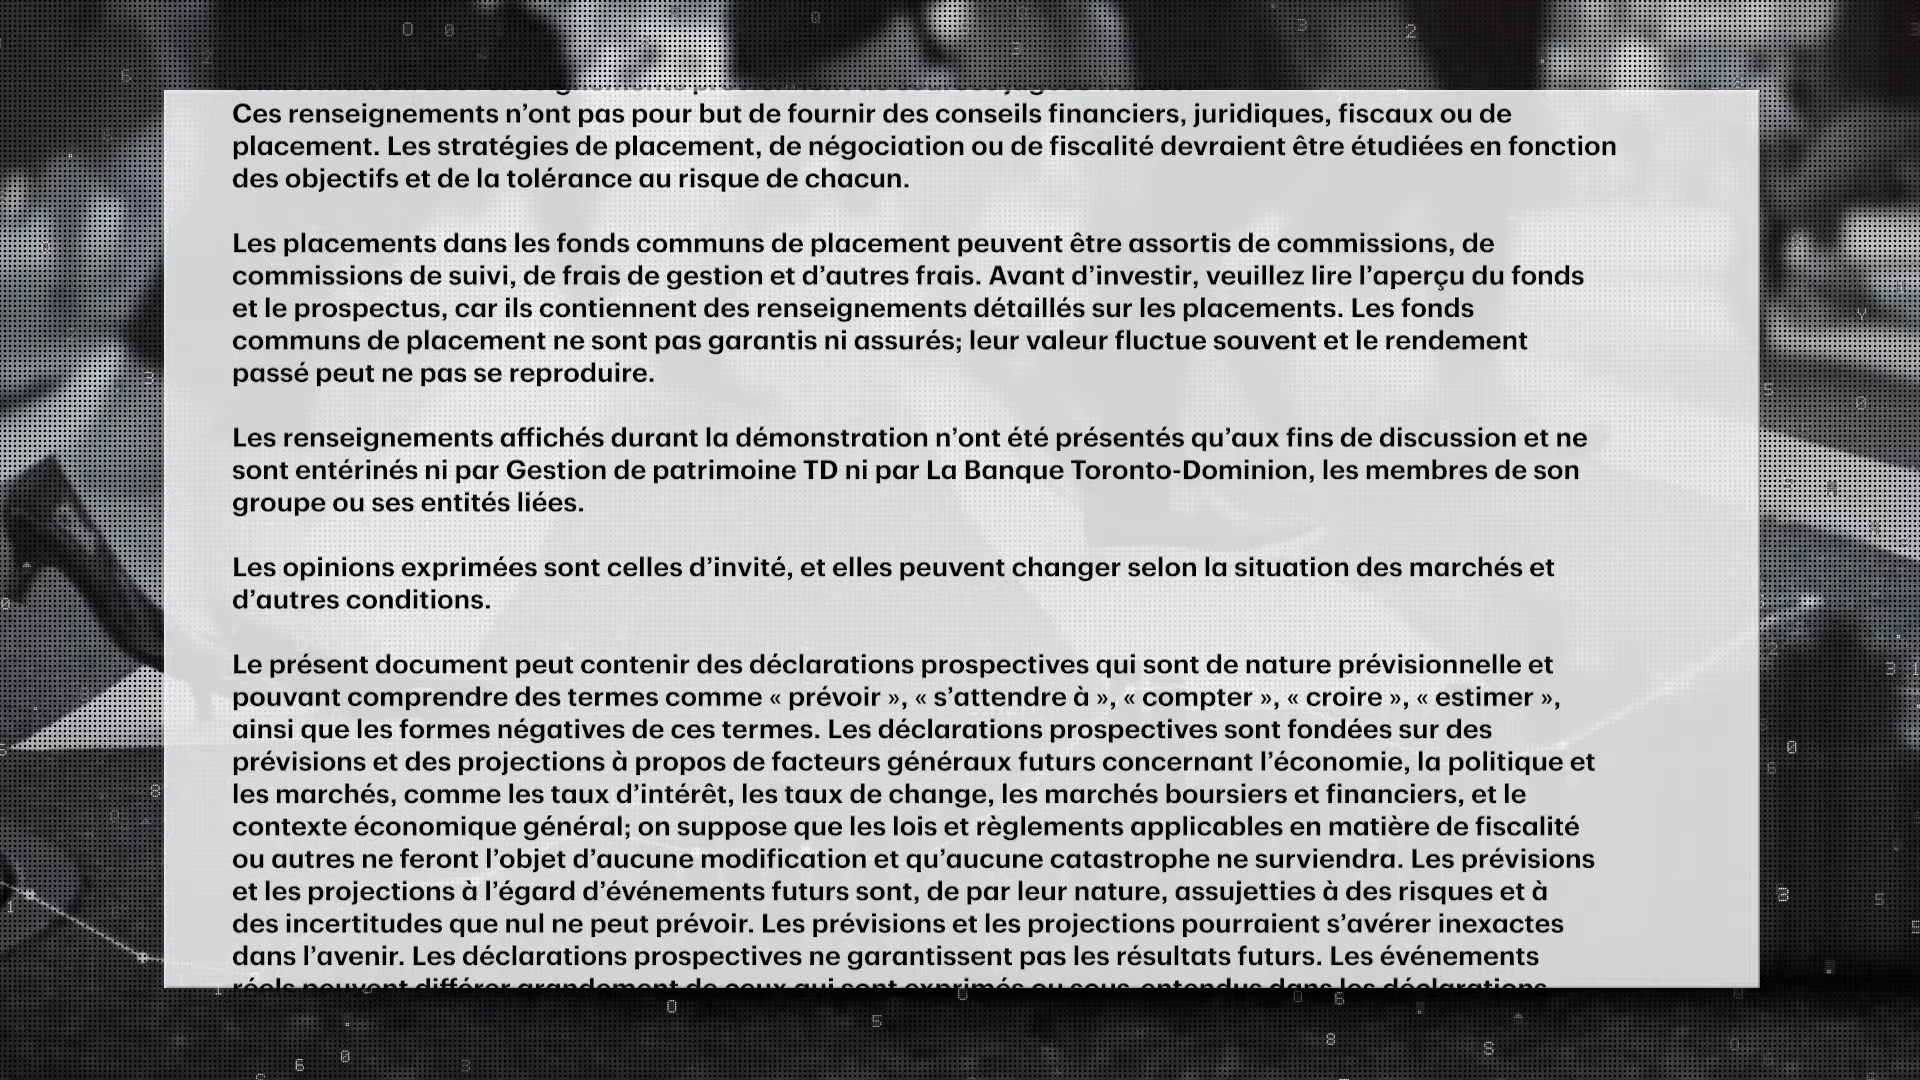 Ces renseignements n’ont pas pour but de fournir des conseils financiers, juridiques, fiscaux ou de
placement. Les stratégies de placement, de négociation ou de fiscalité devraient être étudiées en fonction
des objectifs et de la tolérance au risque de chacun.
Les placements dans les fonds communs de placement peuvent être assortis de commissions, de
commissions de suivi, de frais de gestion et d’autres frais. Avant d’investir, veuillez lire l’aperçu du fonds
et le prospectus, car ils contiennent des renseignements détaillés sur les placements. Les fonds
communs de placement ne sont pas garantis ni assurés; leur valeur fluctue souvent et le rendement
passé peut ne pas se reproduire.
Les renseignements affichés durant la démonstration n’ont été présentés qu’aux fins de discussion et ne
sont entérinés ni par Gestion de patrimoine TD ni par La Banque Toronto-Dominion, les membres de son
groupe ou ses entités liées.
Les opinions exprimées sont celles d’invité, et elles peuvent changer selon la situation des marchés et
d’autres conditions.
Le présent document peut contenir des déclarations prospectives qui sont de nature prévisionnelle et
pouvant comprendre des termes comme « prévoir », « s’attendre à », « compter », « croire », « estimer »,
ainsi que les formes négatives de ces termes. Les déclarations prospectives sont fondées sur des
prévisions et des projections à propos de facteurs généraux futurs concernant l’économie, la politique et
les marchés, comme les taux d’intérêt, les taux de change, les marchés boursiers et financiers, et le
contexte économique général; on suppose que les lois et règlements applicables en matière de fiscalité
ou autres ne feront l’objet d’aucune modification et qu’aucune catastrophe ne surviendra. Les prévisions
et les projections à l’égard d’événements futurs sont, de par leur nature, assujetties à des risques et à
des incertitudes que nul ne peut prévoir. Les prévisions et les projections pourraient s’avérer inexactes
dans l’avenir. Les déclarations prospectives ne garantissent pas les résultats futurs. Les événements
réels peuvent différer grandement de ceux qui sont exprimés ou sous-entendus dans les déclarations